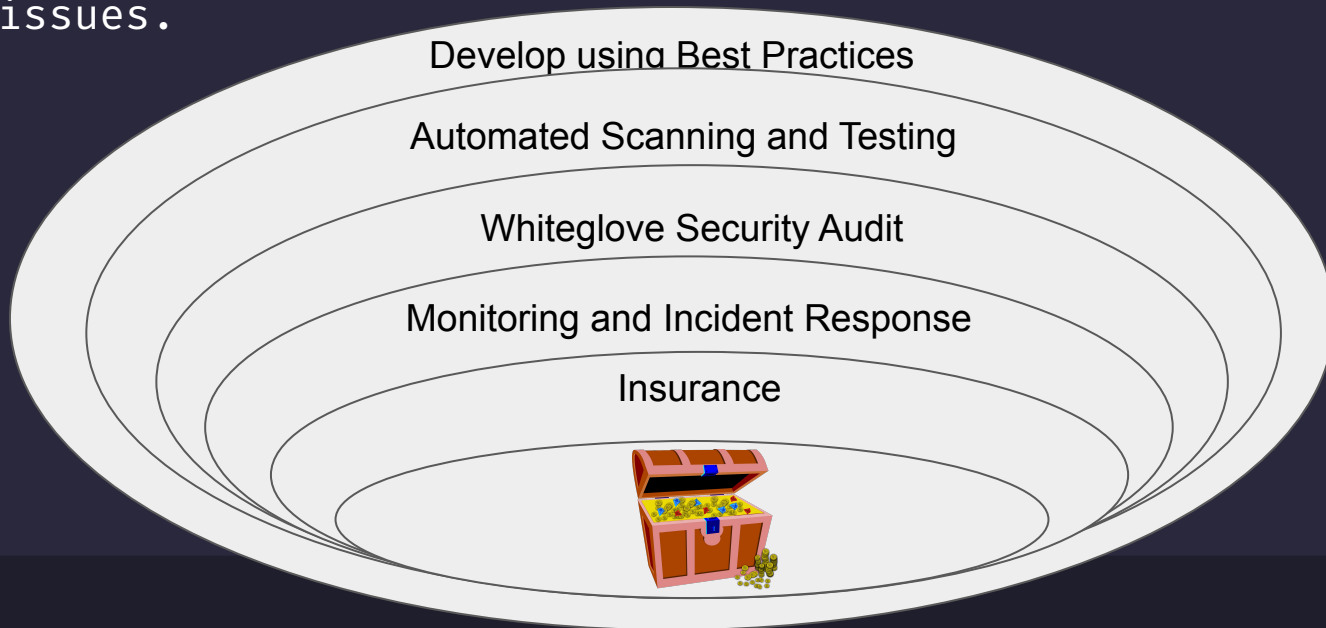 issues.
Develop using Best Practices
Automated Scanning and Testing
Whiteglove Security Audit
Monitoring and Incident Response
Insurance